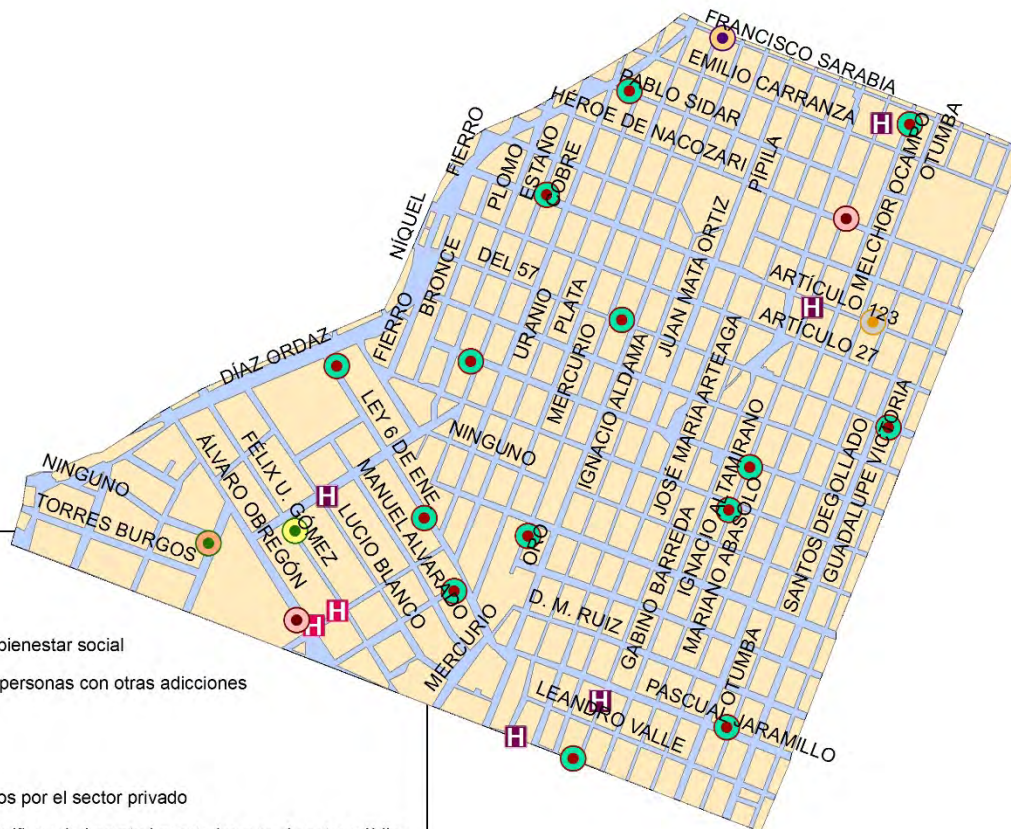 FRANCISCO SARABIA
EMILIO CARRANZA
PABLO SIDAR
HÉROE DE NACOZARI
OTUMBA
MELCHOR OCAMPO
PÍPILA
FIERRO
PLOMO
ESTAÑO
COBRE
NÍQUEL
BRONCE
DEL 57
JUAN MATA ORTIZ
ARTÍCULO 123
ARTÍCULO 27
URANIO
PLATA
MERCURIO
FIERRO
DÍAZ ORDAZ
IGNACIO ALDAMA
JOSÉ MARIA ARTEAGA
LEY 6 DE ENE
NINGUNO
IGNACIO ALTAMIRANO
MARIANO ABASOLO
SANTOS DEGOLLADO
GUADALUPE VICTORIA
NINGUNO
TORRES BURGOS
ÁLVARO OBREGÓN
FÉLIX U. GÓMEZ
LUCIO BLANCO
MANUEL ALVARADO
ORO
MERCURIO
D. M. RUIZ
GABINO BARREDA
LEANDRO VALLE
OTUMBA
PASCUAL JARAMILLO
H
H
H
H
H
H
H
bienestar social
personas con otras adicciones
os por el sector privado